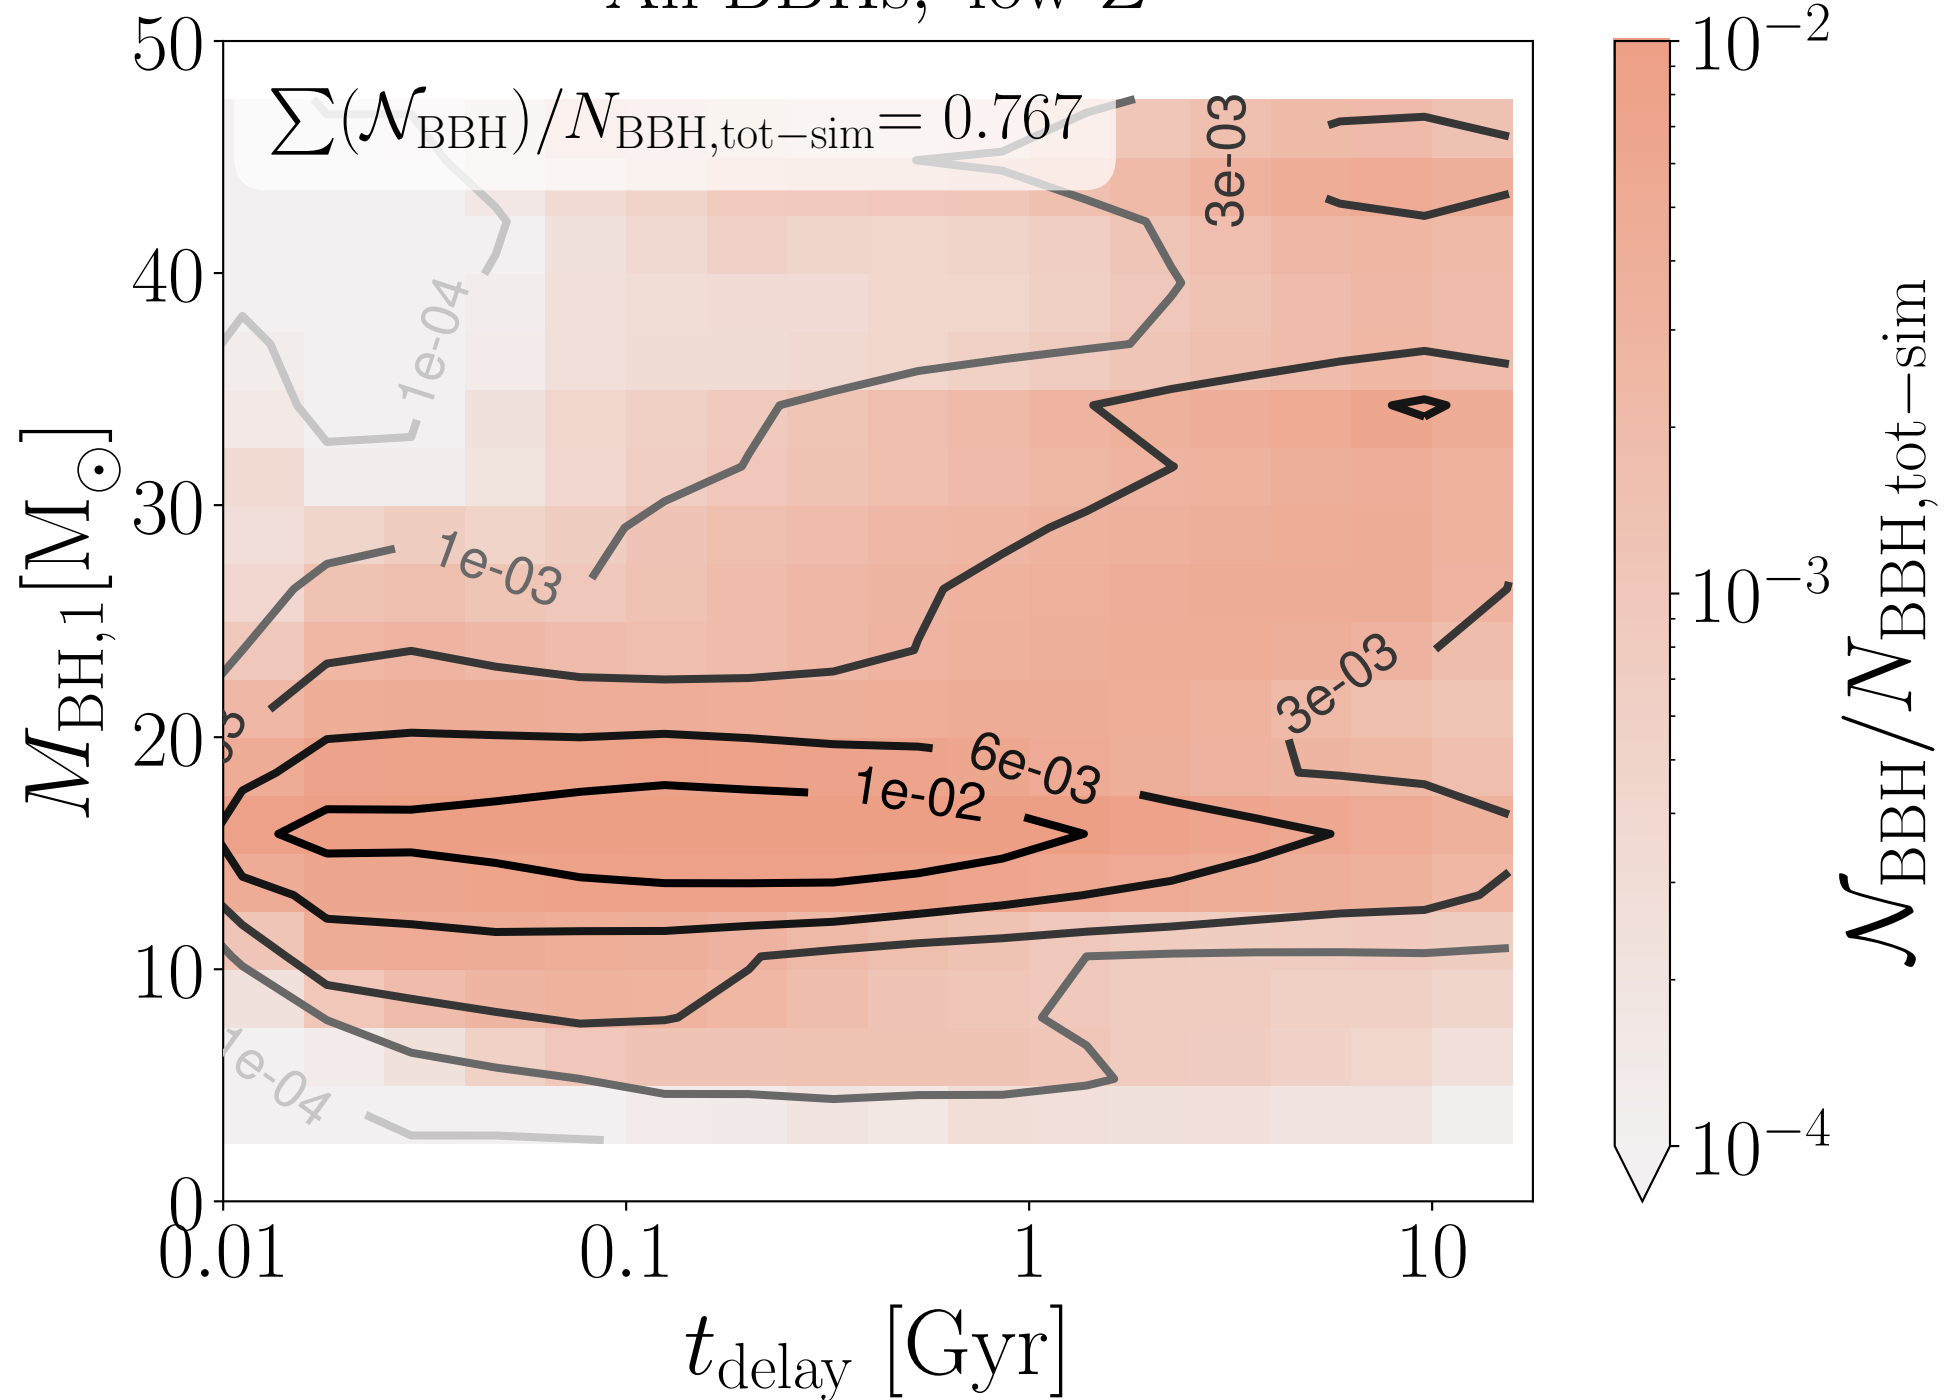 50
40
30
20
10
0
0.01
0.1
1
10
M_BH,1[M_⊙]
t_delay [Gyr]
∑(𝒩_BBH)/N_BBH,tot−sim= 0.767
3e-03
1e-04
1e-03
3e-03
6e-03
1e-02
1e-04
10^−2
10^−3
10^−4
𝒩_BBH/N_BBH,tot−sim